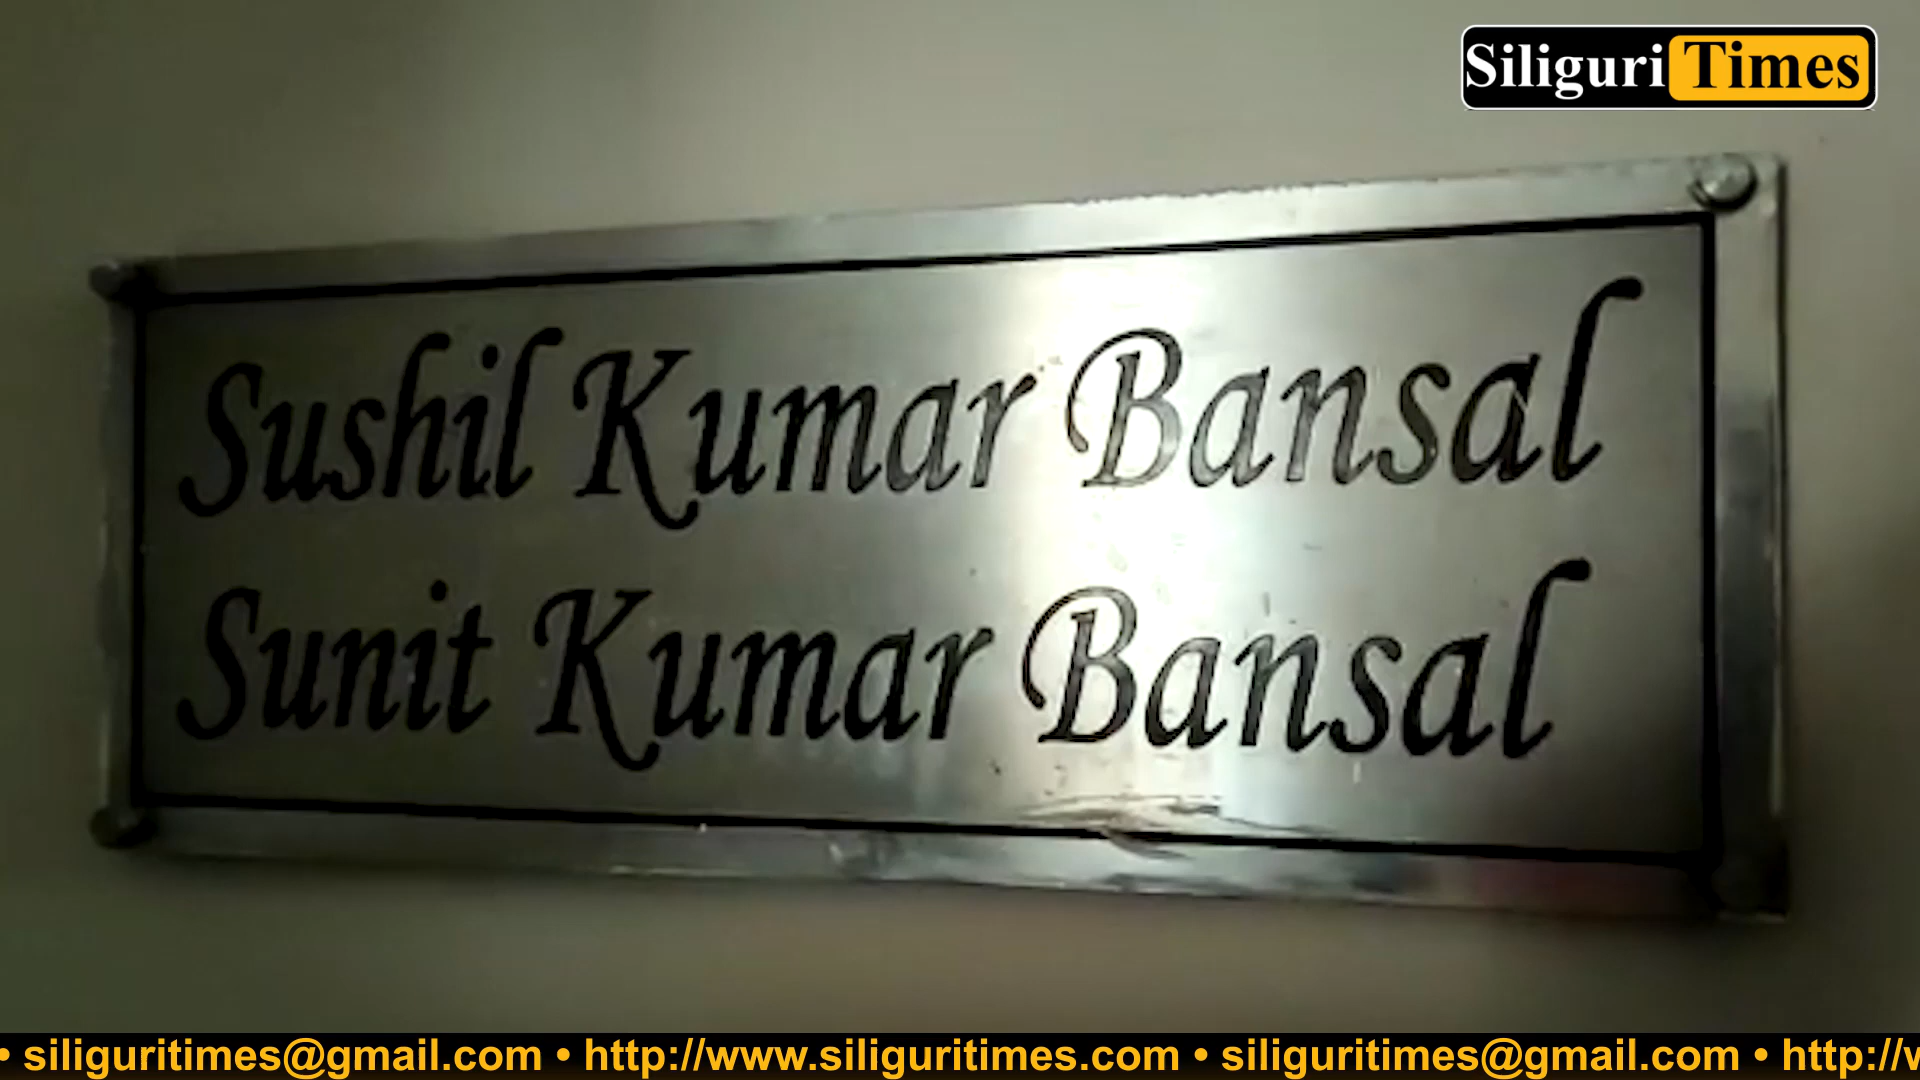 Siliguri Times
Sushil Kumar Bansal
Sunit Kumar Bansal
• siliguritimes@gmail.com • http://www.siliguritimes.com • siliguritimes@gmail.com • http://